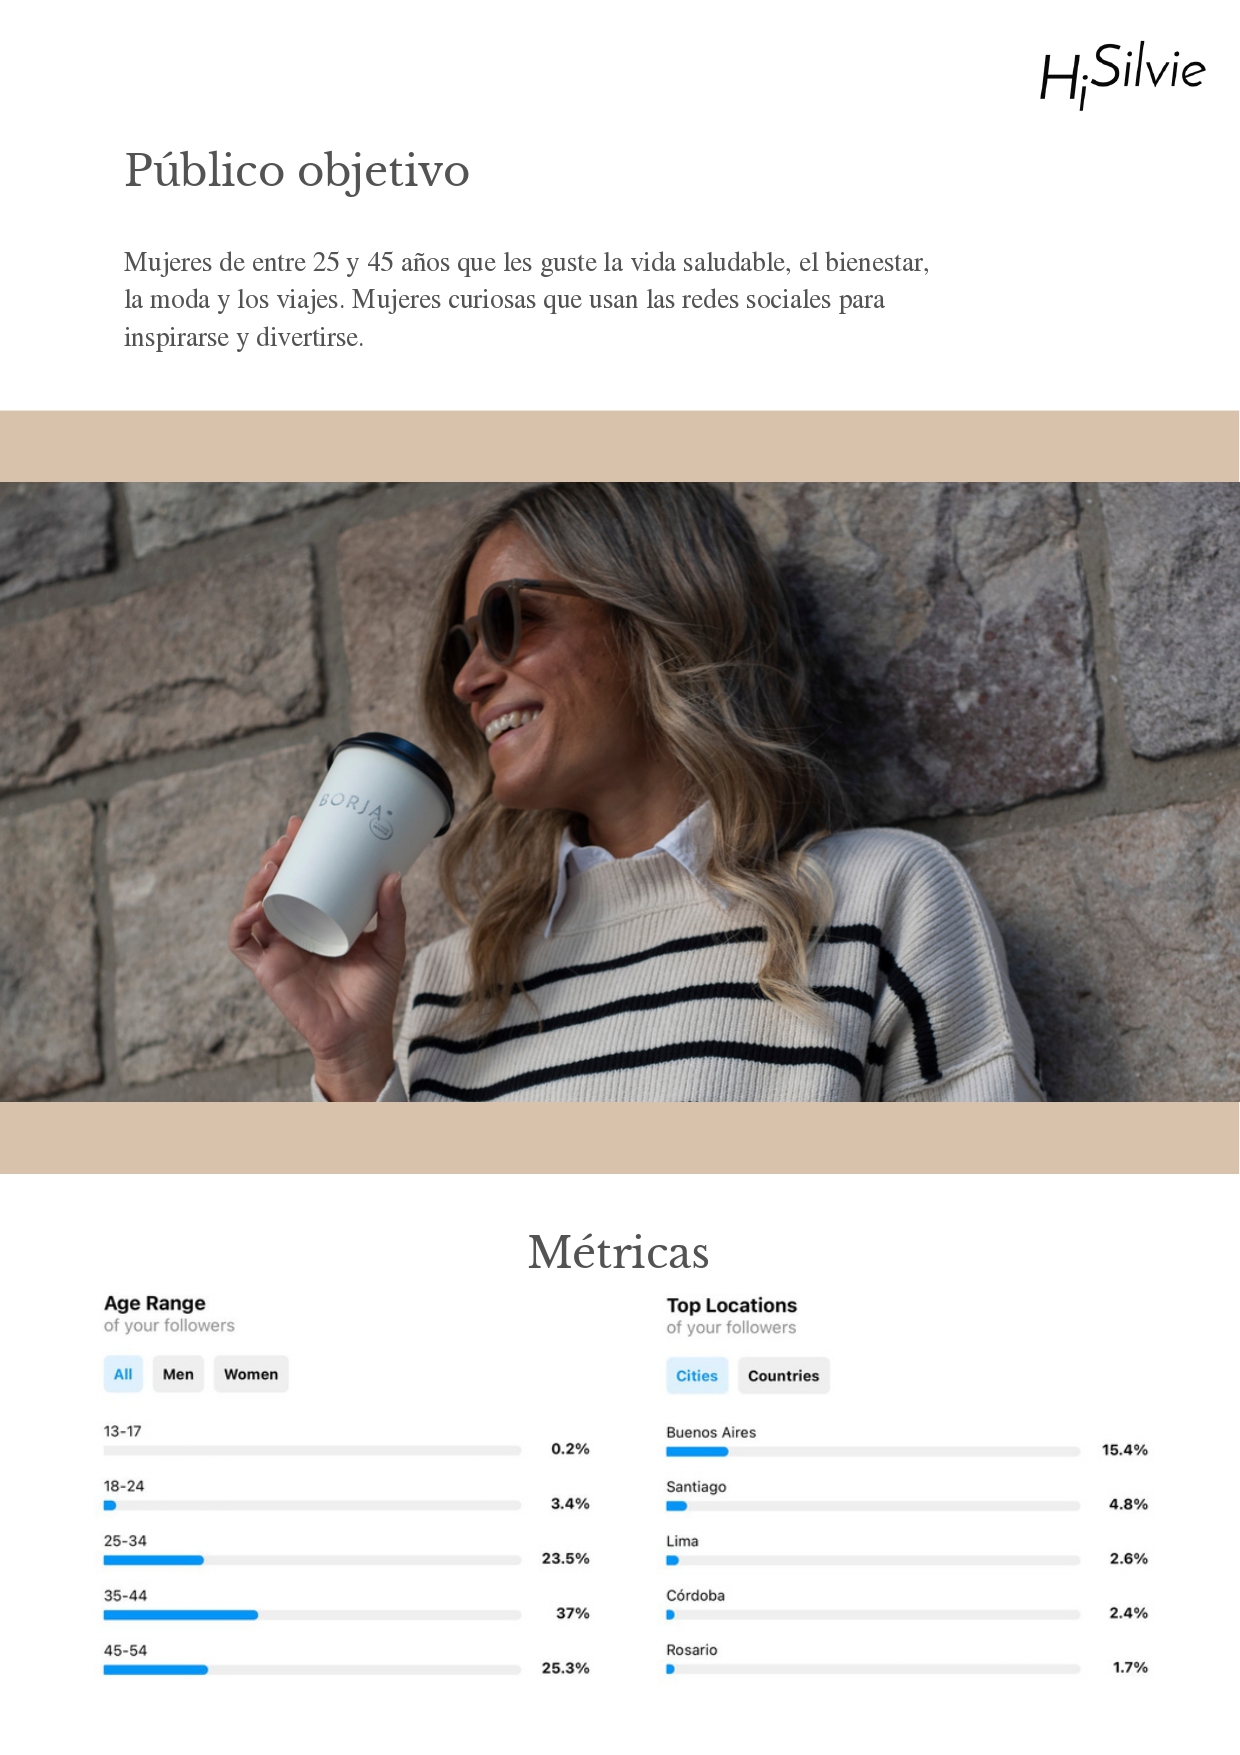 Hi Silvie
Público objetivo
Mujeres de entre 25 y 45 años que les guste la vida saludable, el bienestar,
la moda y los viajes. Mujeres curiosas que usan las redes sociales para
inspirarse y divertirse.
BORJA
Métricas
Age Range
of your followers
All Men Women
13-17
0.2%
18-24
3.4%
25-34
23.5%
35-44
37%
45-54
25.3%
Top Locations
of your followers
Cities Countries
Buenos Aires
15.4%
Santiago
4.8%
Lima
2.6%
Córdoba
2.4%
Rosario
1.7%